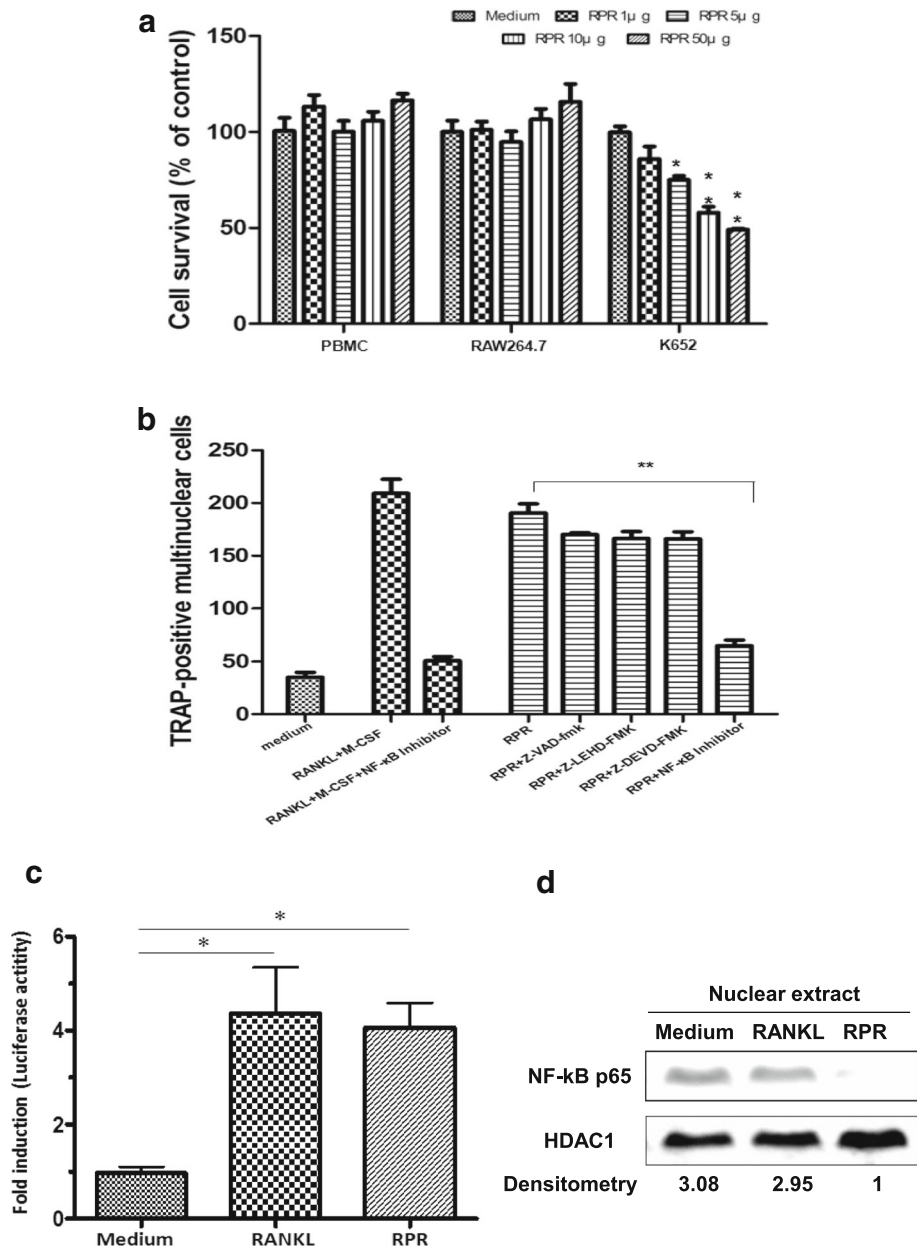 a
Medium RPR 1μ g RPR 5μ g
RPR 10μ g RPR 50μ g
Cell survival (% of control)
150
100
50
0
*
*
*
*
*
PBMC RAW264.7 K652
b
TRAP-positive multinuclear cells
250
200
150
100
50
0
**
medium
RANKL+M-CSF
RANKL+M-CSF+NF-κB Inhibitor
RPR
RPR+Z-VAD-fmk
RPR+Z-LEHD-FMK
RPR+Z-DEVD-FMK
RPR+NF-κB Inhibitor
c
Fold induction (Luciferase actitity)
6
4
2
0
*
*
Medium RANKL RPR
d
Nuclear extract
Medium RANKL RPR
NF-kB p65
HDAC1
Densitometry 3.08 2.95 1